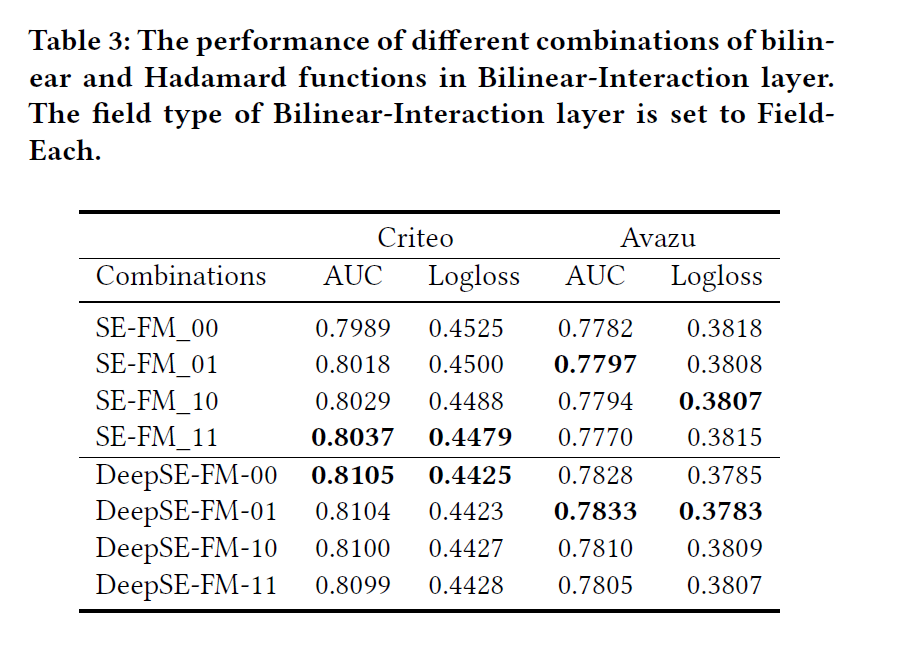 Table 3: The performance of different combinations of bilin-
ear and Hadamard functions in Bilinear-Interaction layer.
The field type of Bilinear-Interaction layer is set to Field-
Each.
Criteo Avazu
Combinations AUC Logloss AUC Logloss
SE-FM_00 0.7989 0.4525 0.7782 0.3818
SE-FM_01 0.8018 0.4500 0.7797 0.3808
SE-FM_10 0.8029 0.4488 0.7794 0.3807
SE-FM_11 0.8037 0.4479 0.7770 0.3815
DeepSE-FM-00 0.8105 0.4425 0.7828 0.3785
DeepSE-FM-01 0.8104 0.4423 0.7833 0.3783
DeepSE-FM-10 0.8100 0.4427 0.7810 0.3809
DeepSE-FM-11 0.8099 0.4428 0.7805 0.3807